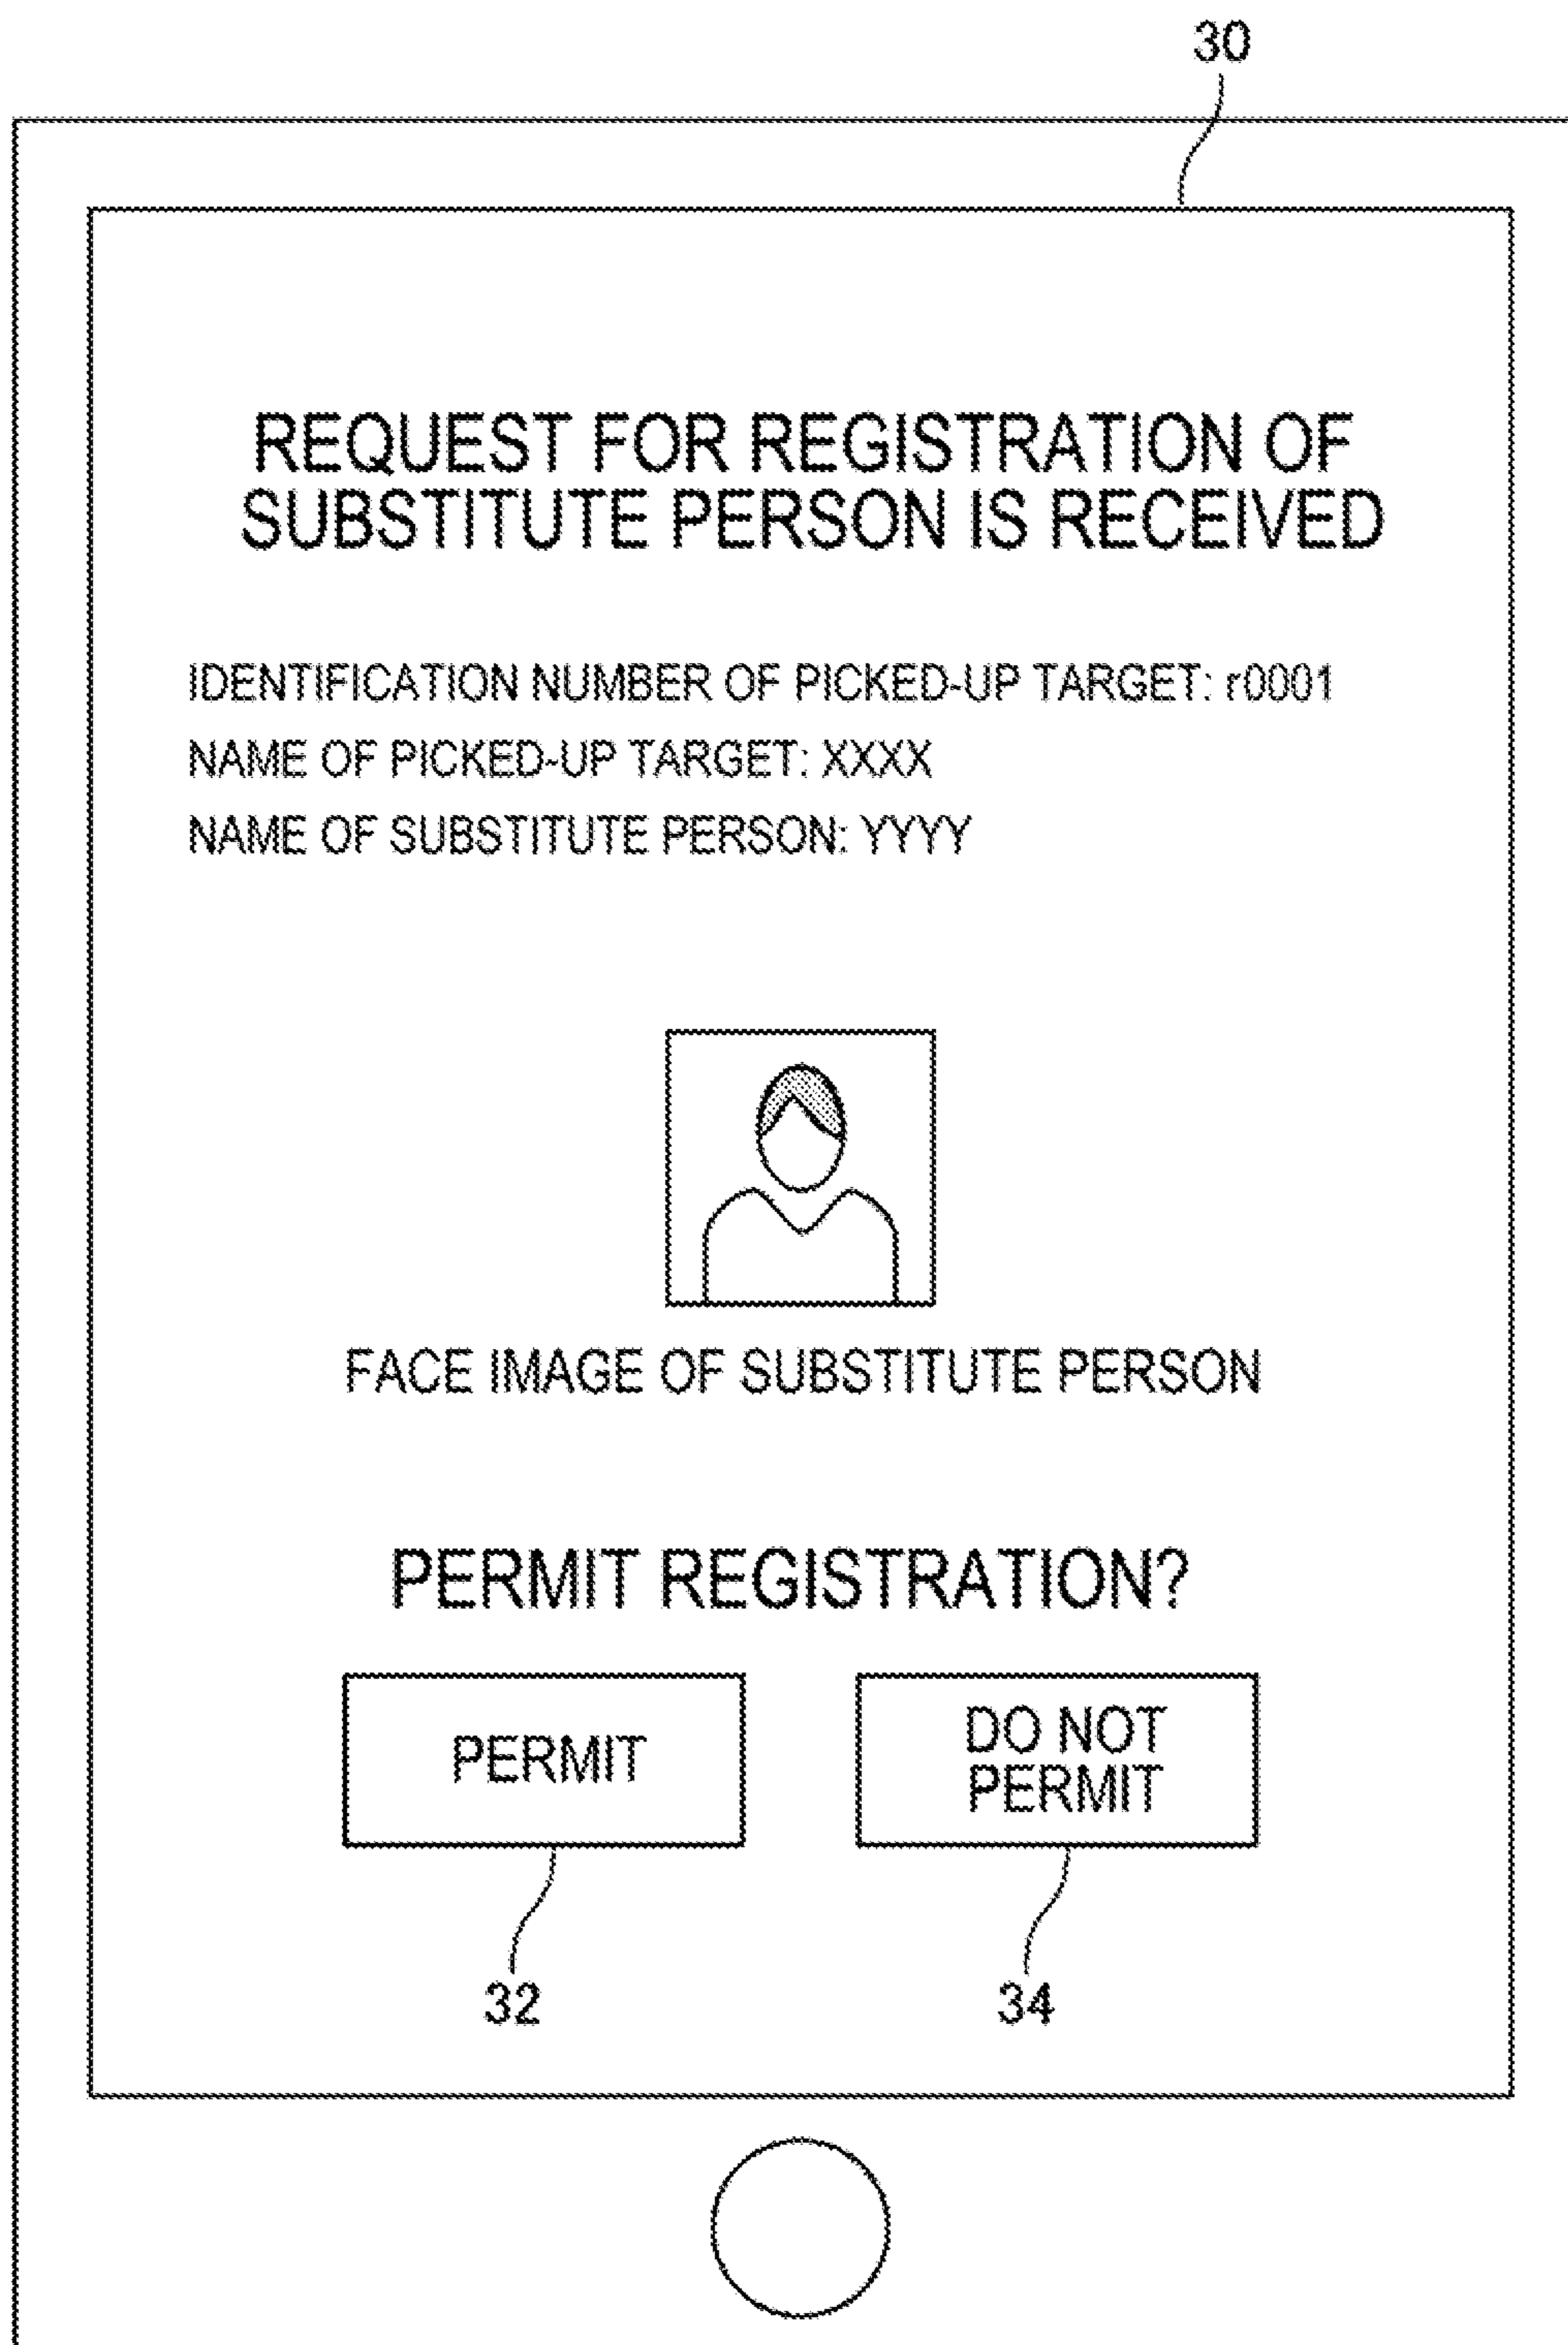 30
REQUEST FOR REGISTRATION OF
SUBSTITUTE PERSON IS RECEIVED
IDENTIFICATION NUMBER OF PICKED-UP TARGET: r0001
NAME OF PICKED-UP TARGET: XXXX
NAME OF SUBSTITUTE PERSON: YYYY
FACE IMAGE OF SUBSTITUTE PERSON
PERMIT REGISTRATION?
PERMIT
DO NOT
PERMIT
32
34